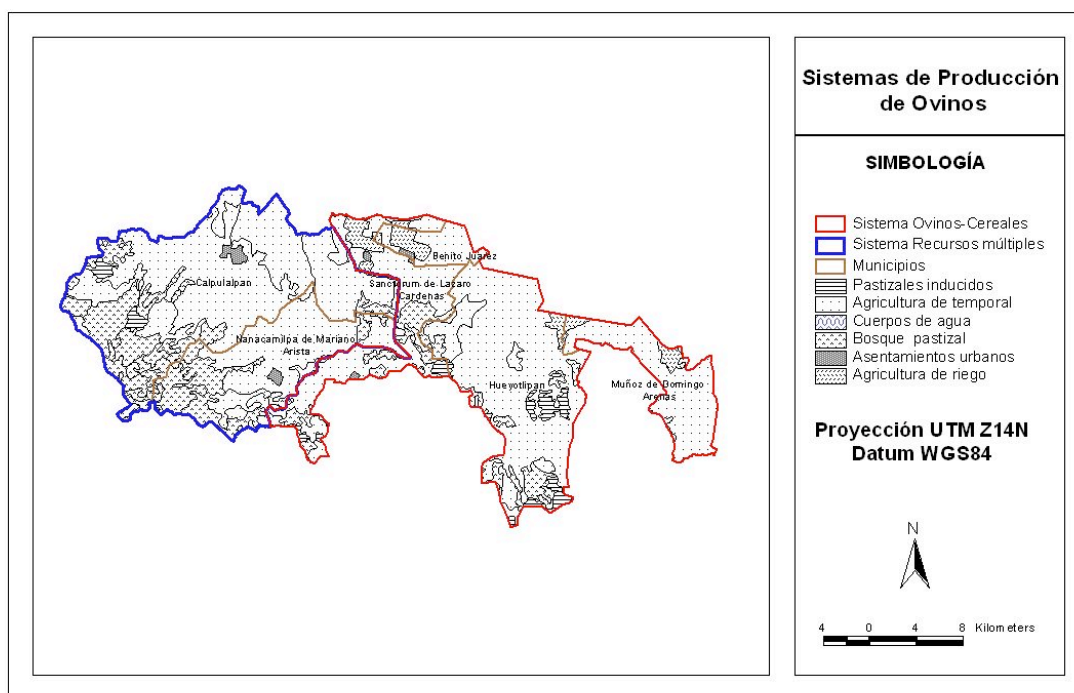 Sistemas de Producción
de Ovinos
SIMBOLOGÍA
Sistema Ovinos-Cereales
Sistema Recursos múltiples
Municipios
Pastizales inducidos
Agricultura de temporal
Cuerpos de agua
Bosque pastizal
Asentamientos urbanos
Agricultura de riego
Proyección UTM Z14N
Datum WGS84
N
4 0 4 8 Kilometers
Benito Juárez
Calpulalpan
Sanctorum de Lázaro
Cardenas
Nanacamilpa de Mariano
Arista
Hueyotlipan
Muñoz de Domingo
Arenas